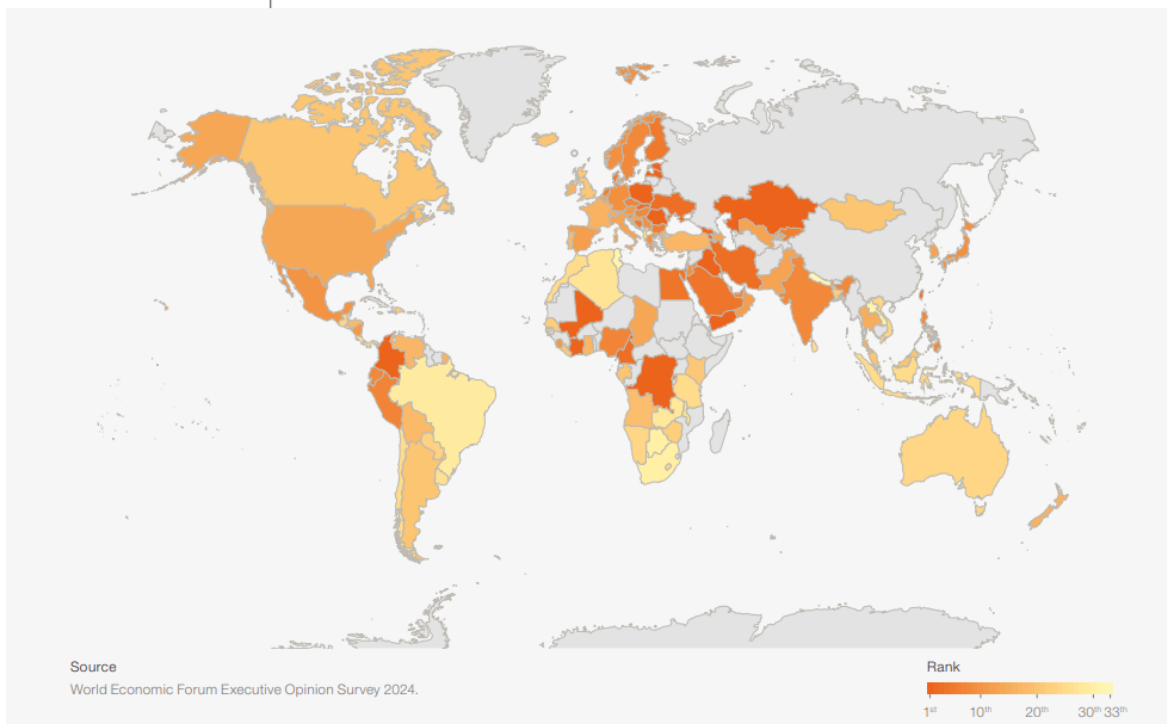 Source
World Economic Forum Executive Opinion Survey 2024.
Rank
1st 10th 20th 30th 33th